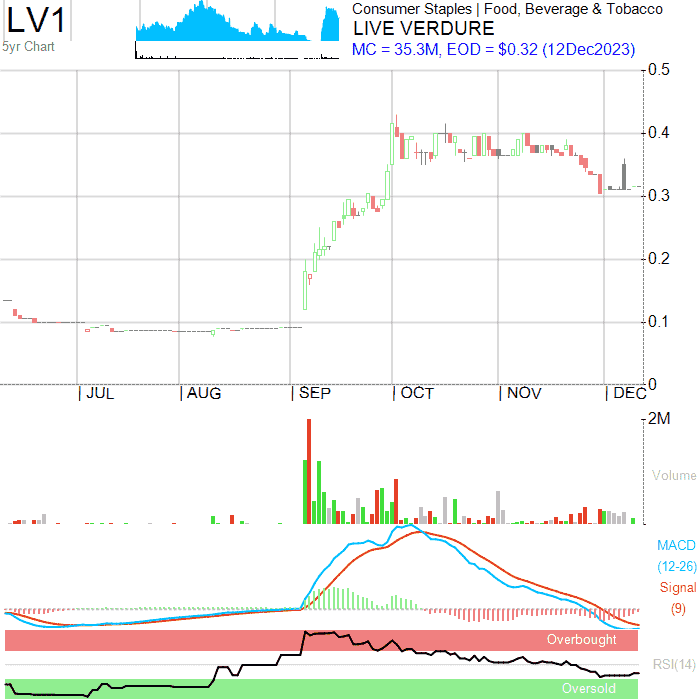 LV1
5yr Chart
Consumer Staples | Food, Beverage & Tobacco
LIVE VERDURE
MC = 35.3M, EOD = $0.32 (12Dec2023)
0.5
0.4
0.3
0.2
0.1
0
| JUL | AUG | SEP | OCT | NOV | DEC
2M
Volume
MACD
(12-26)
Signal
(9)
Overbought
RSI(14)
Oversold